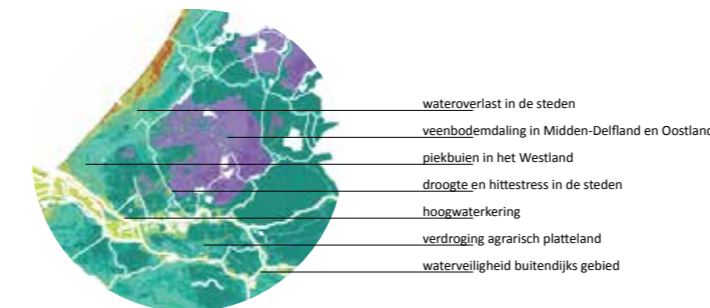 wateroverlast in de steden
veenbodemdaling in Midden-Delfland en Oostland
piekbuien in het Westland
droogte en hittestress in de steden
hoogwaterkering
verdroging agrarisch platteland
waterveiligheid buitendijks gebied